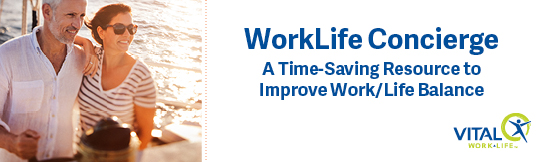 WorkLife Concierge
A Time-Saving Resource to
Improve Work/Life Balance
VITAL
WORK•LIFE